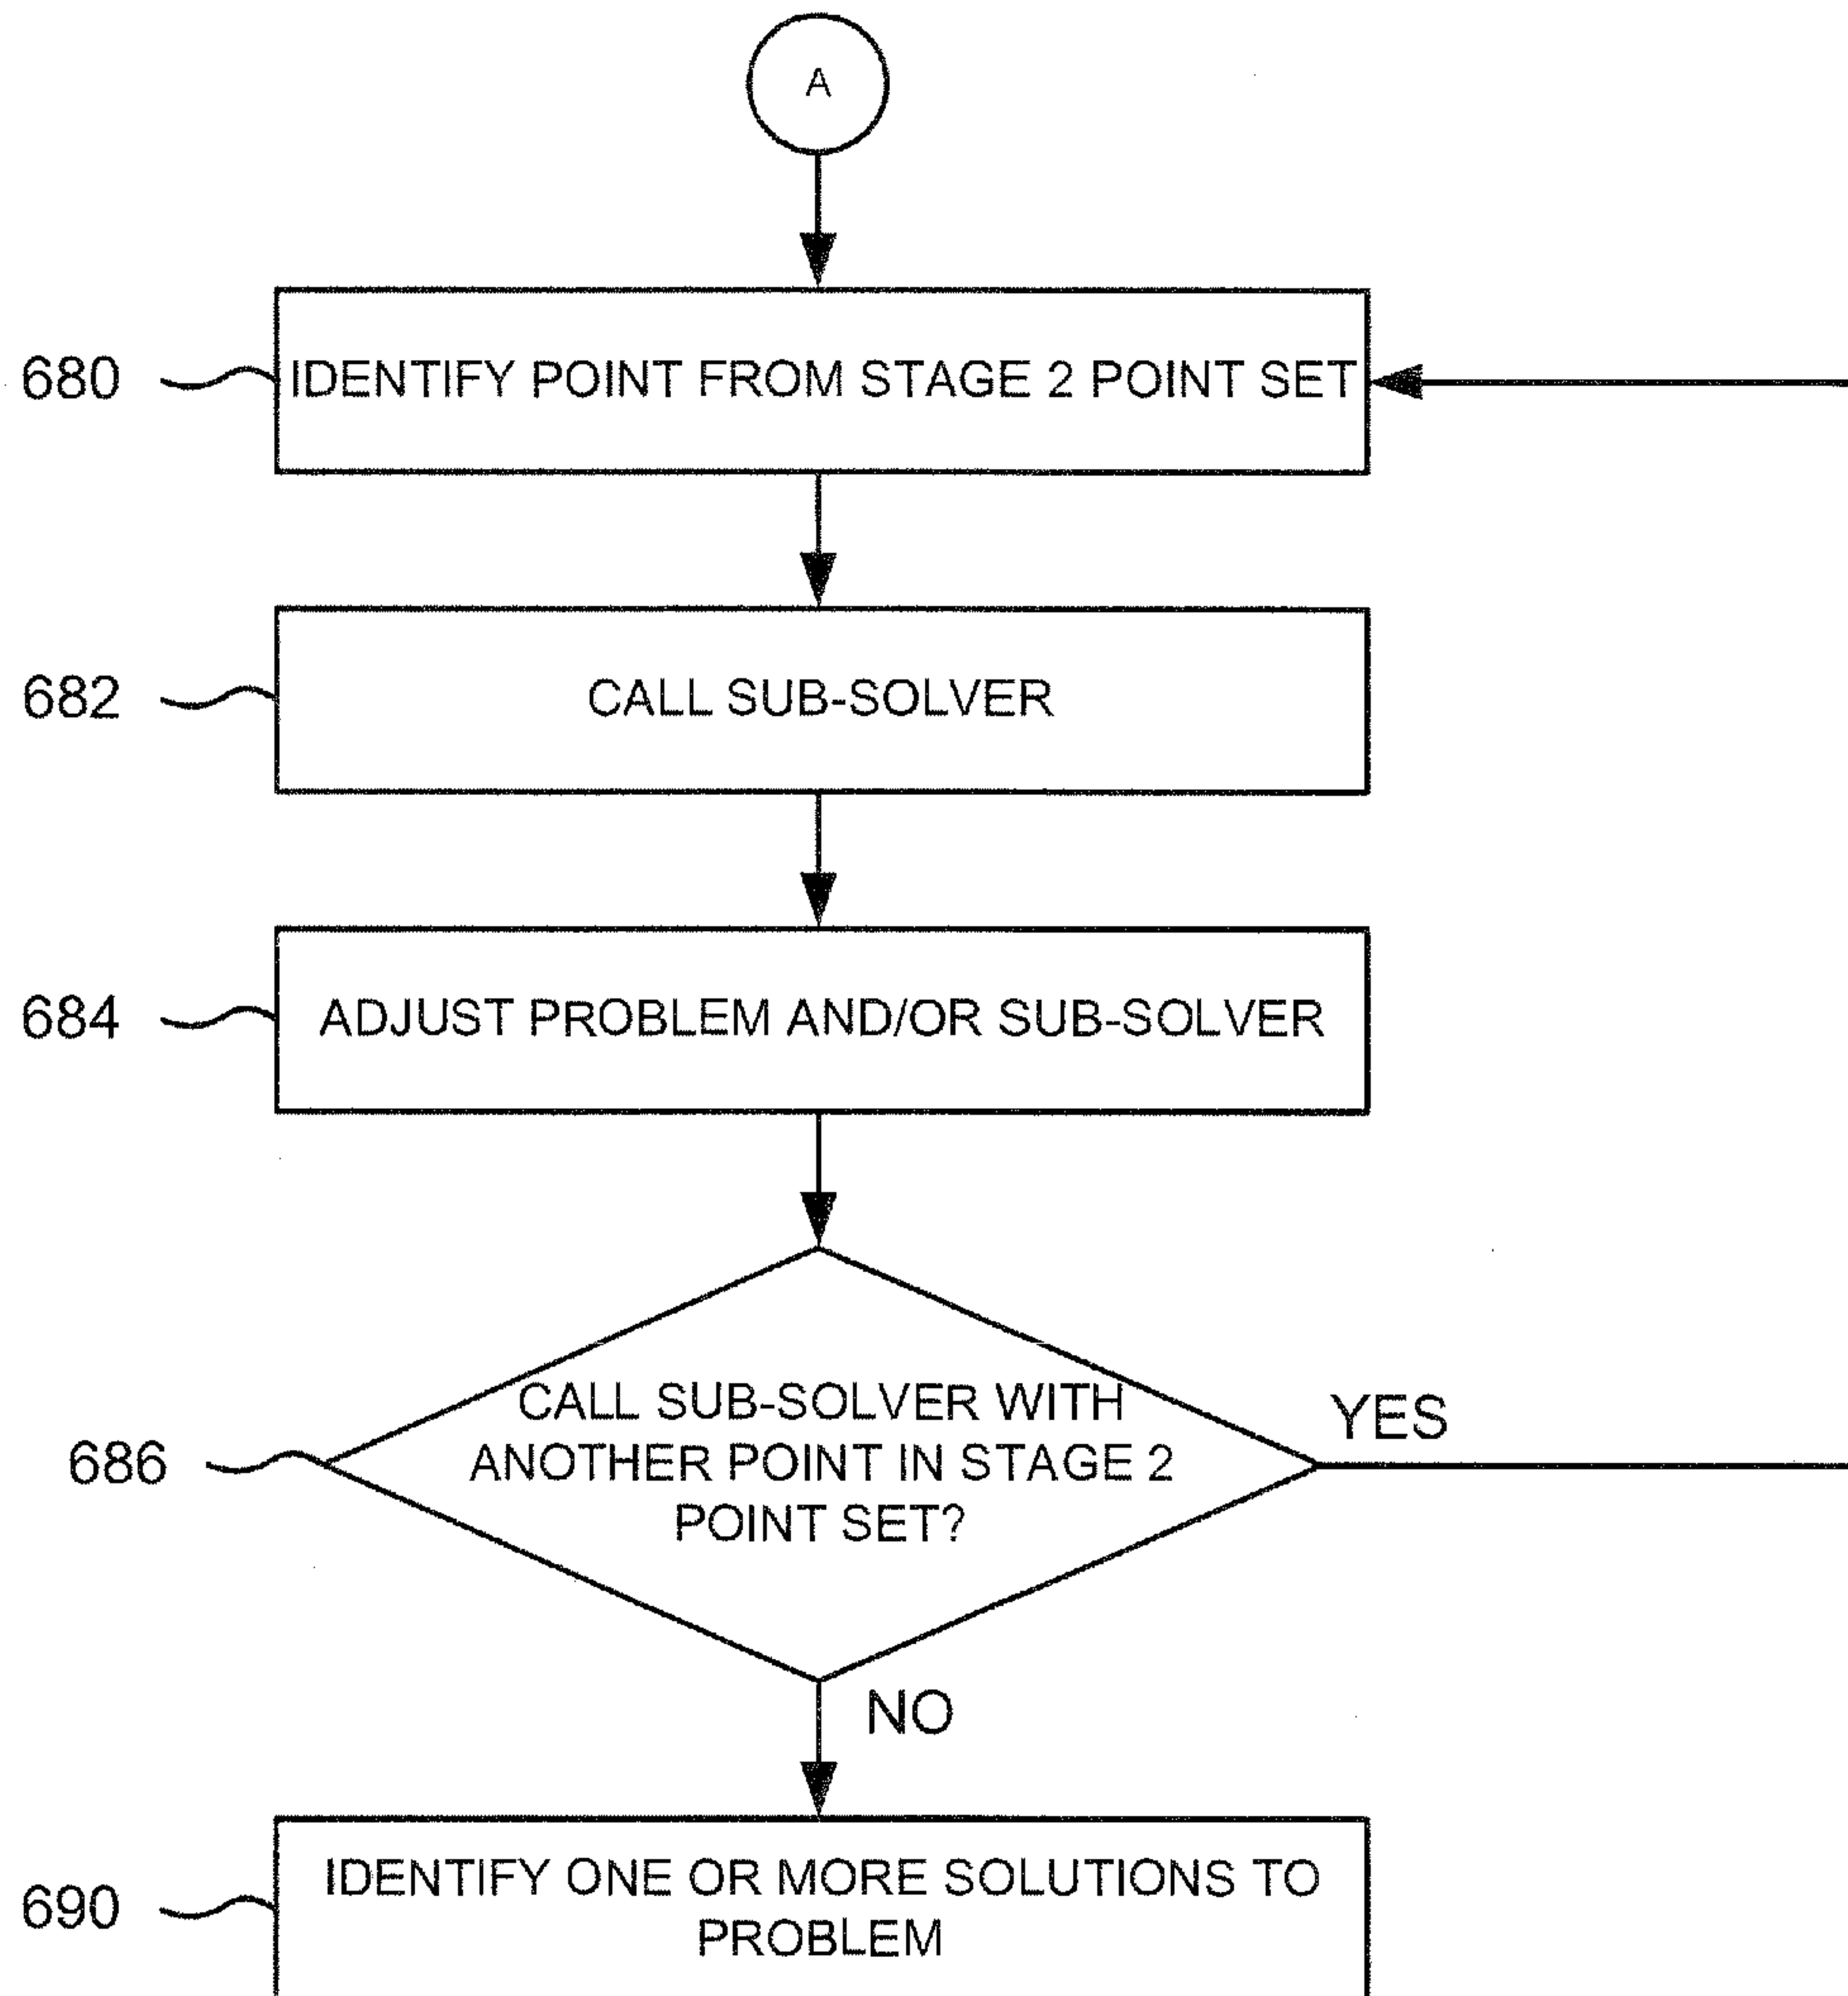 A
680
IDENTIFY POINT FROM STAGE 2 POINT SET
682
CALL SUB-SOLVER
684
ADJUST PROBLEM AND/OR SUB-SOLVER
686
CALL SUB-SOLVER WITH
ANOTHER POINT IN STAGE 2
POINT SET?
YES
NO
690
IDENTIFY ONE OR MORE SOLUTIONS TO
PROBLEM